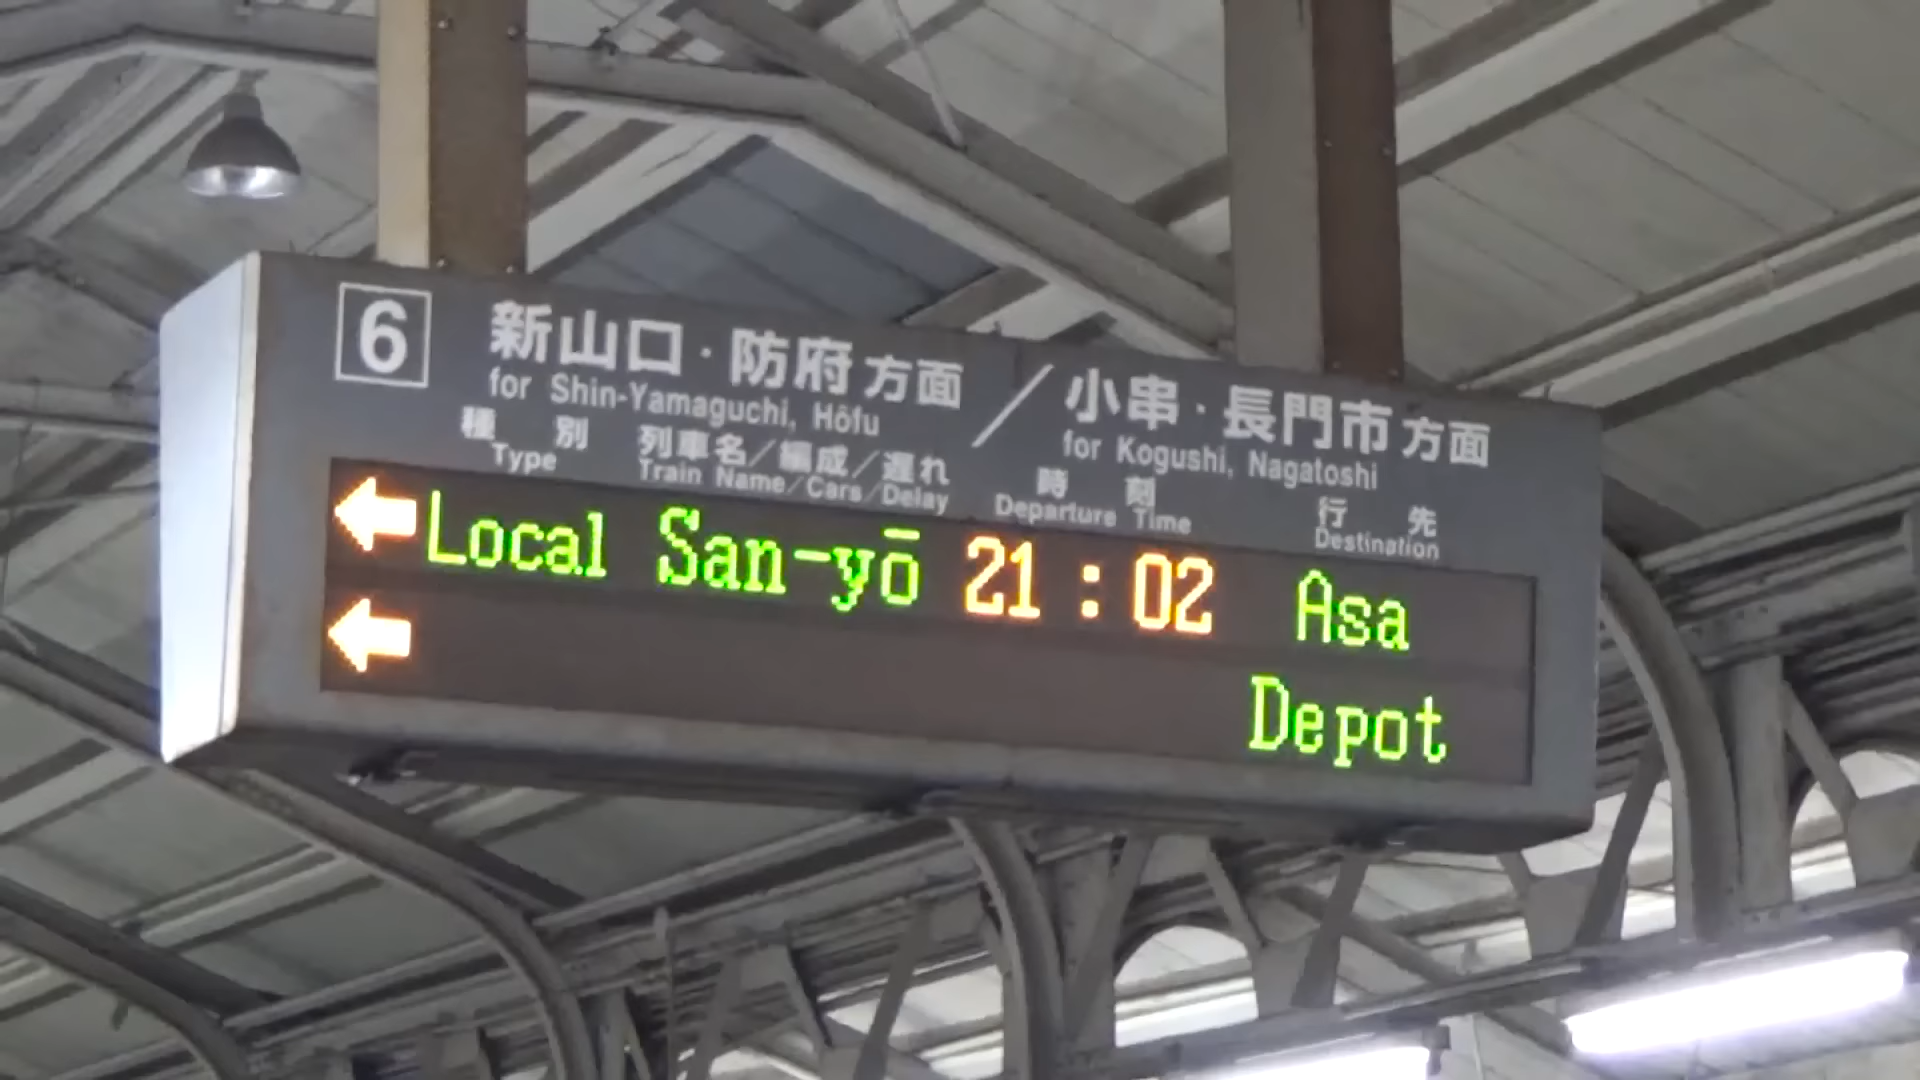 6 新山口・防府方面／小串・長門市方面
for Shin-Yamaguchi, Hōfu for Kogushi, Nagatoshi
種別 列車名／編成／遅れ 時刻 行先
Type Train Name／Cars／Delay Departure Time Destination
← Local San-yō 21:02 Asa
← Depot